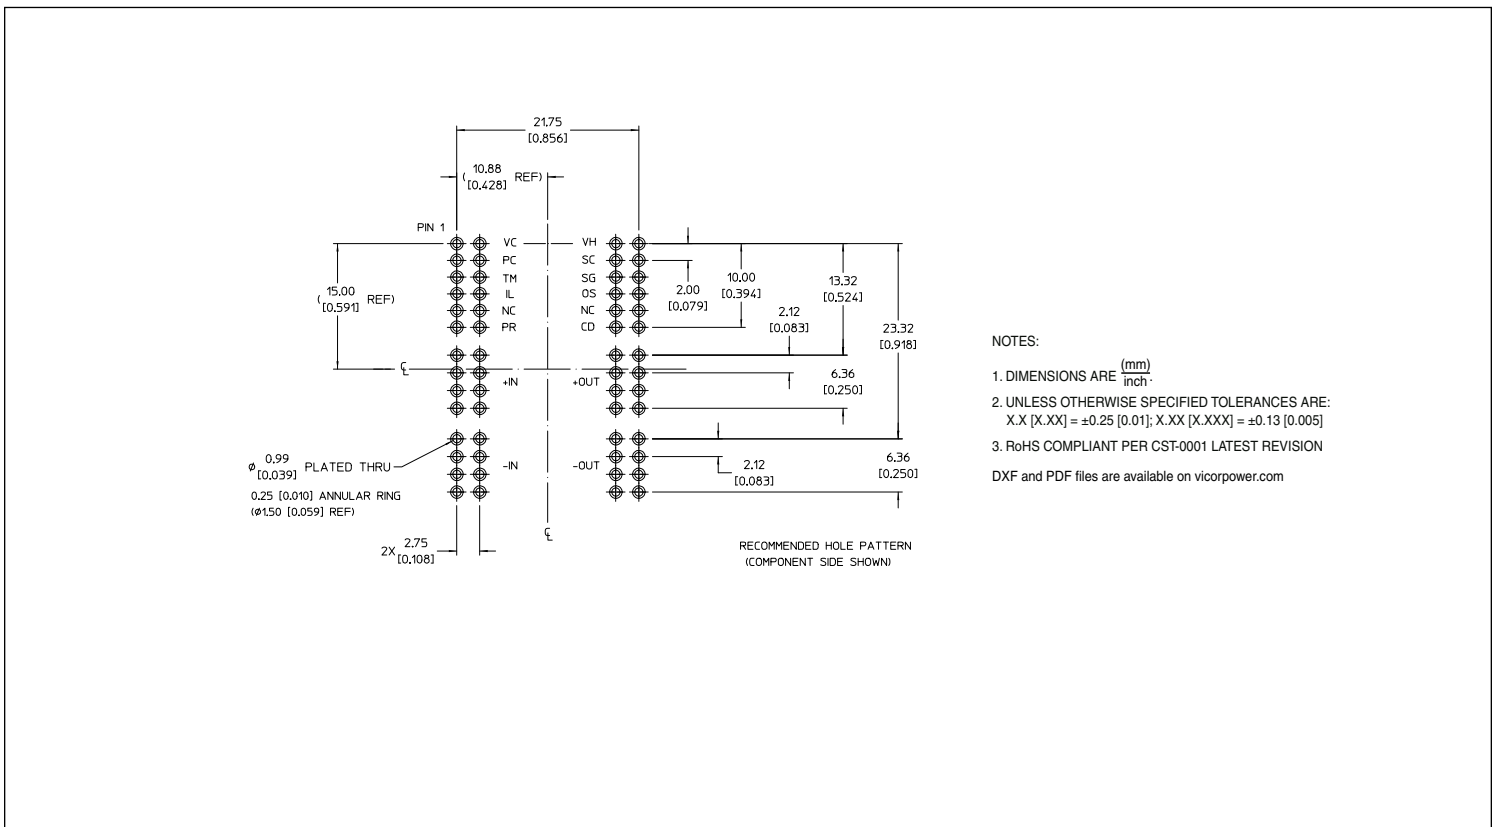 21.75
[0.856]
10.88
( [0.428] REF)
PIN 1
VC VH
PC SC
TM SG
IL OS
NC NC
PR CD
15.00
( [0.591] REF)
2.00
[0.079]
10.00
[0.394]
13.32
[0.524]
2.12
[0.083]
23.32
[0.918]
℄
+IN +OUT
6.36
[0.250]
ø 0.99 PLATED THRU
[0.039]
-IN -OUT
2.12
[0.083]
6.36
[0.250]
0.25 [0.010] ANNULAR RING
(ø1.50 [0.059] REF)
℄
2X 2.75
[0.108]
RECOMMENDED HOLE PATTERN
(COMPONENT SIDE SHOWN)
NOTES:
1. DIMENSIONS ARE (mm)
inch.
2. UNLESS OTHERWISE SPECIFIED TOLERANCES ARE:
X.X [X.XX] = ±0.25 [0.01]; X.XX [X.XXX] = ±0.13 [0.005]
3. RoHS COMPLIANT PER CST-0001 LATEST REVISION
DXF and PDF files are available on vicorpower.com